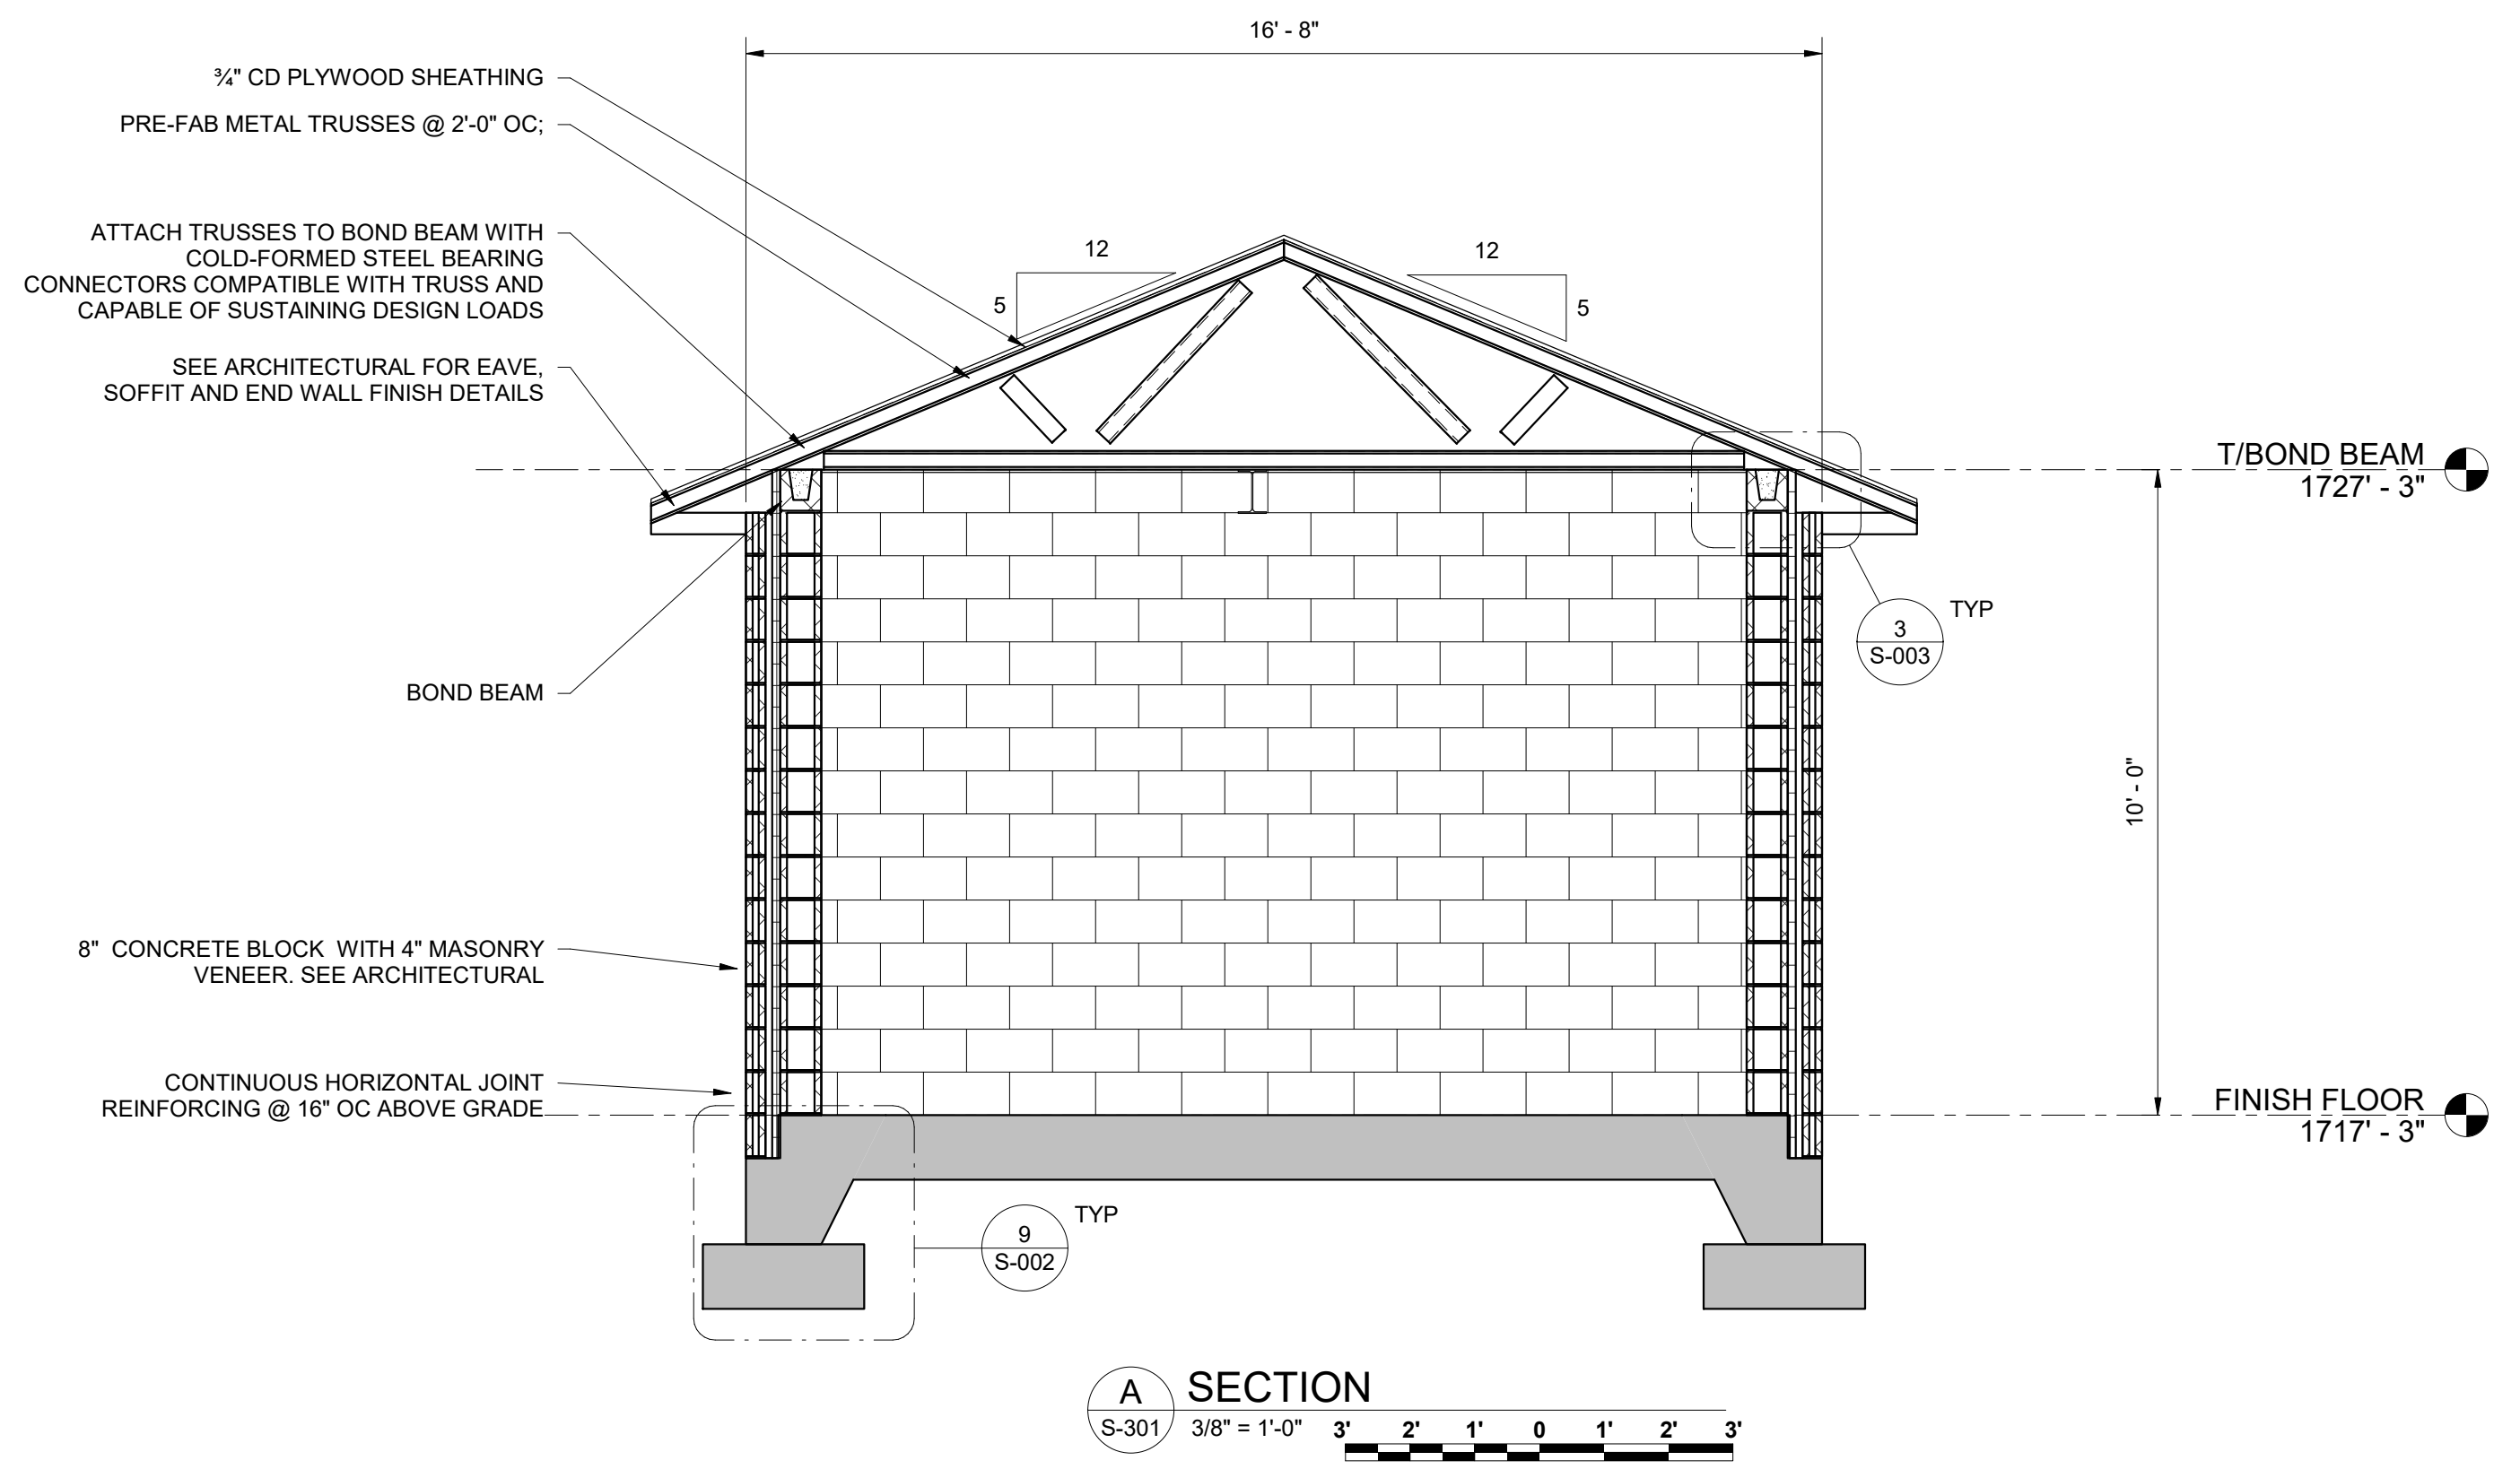 16' - 8"
¾" CD PLYWOOD SHEATHING
PRE-FAB METAL TRUSSES @ 2'-0" OC;
ATTACH TRUSSES TO BOND BEAM WITH
COLD-FORMED STEEL BEARING
CONNECTORS COMPATIBLE WITH TRUSS AND
CAPABLE OF SUSTAINING DESIGN LOADS
SEE ARCHITECTURAL FOR EAVE,
SOFFIT AND END WALL FINISH DETAILS
12
5
12
5
T/BOND BEAM
1727' - 3"
TYP
3
S-003
BOND BEAM
10' - 0"
8"  CONCRETE BLOCK  WITH 4" MASONRY
VENEER. SEE ARCHITECTURAL
CONTINUOUS HORIZONTAL JOINT
REINFORCING @ 16" OC ABOVE GRADE
FINISH FLOOR
1717' - 3"
TYP
9
S-002
A
S-301
SECTION
3/8" = 1'-0"
3' 2' 1' 0 1' 2' 3'